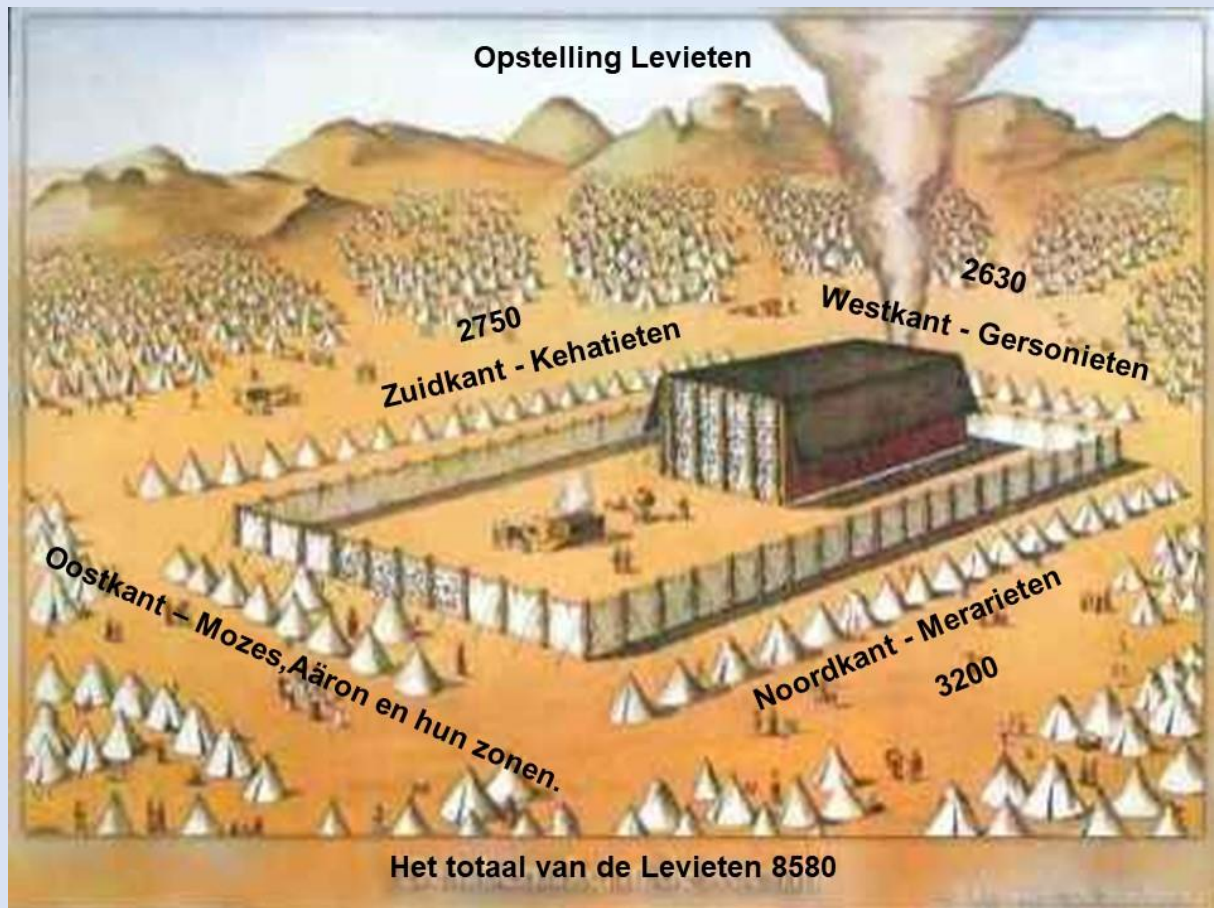 Opstelling Levieten
2630
Westkant - Gersonieten
2750
Zuidkant - Kehatieten
Oostkant – Mozes,Aäron en hun zonen.
Noordkant - Merarieten
3200
Het totaal van de Levieten 8580